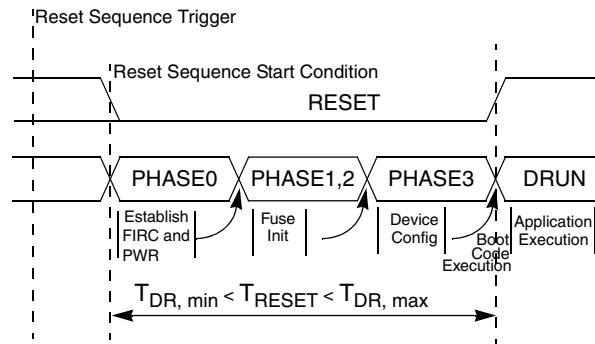 Reset Sequence Trigger
Reset Sequence Start Condition
RESET
PHASE0
PHASE1,2
PHASE3
DRUN
Establish
FIRC and
PWR
Fuse
Init
Device
Config
Boot
Code
Execution
Application
Execution
TDR, min < TRESET < TDR, max